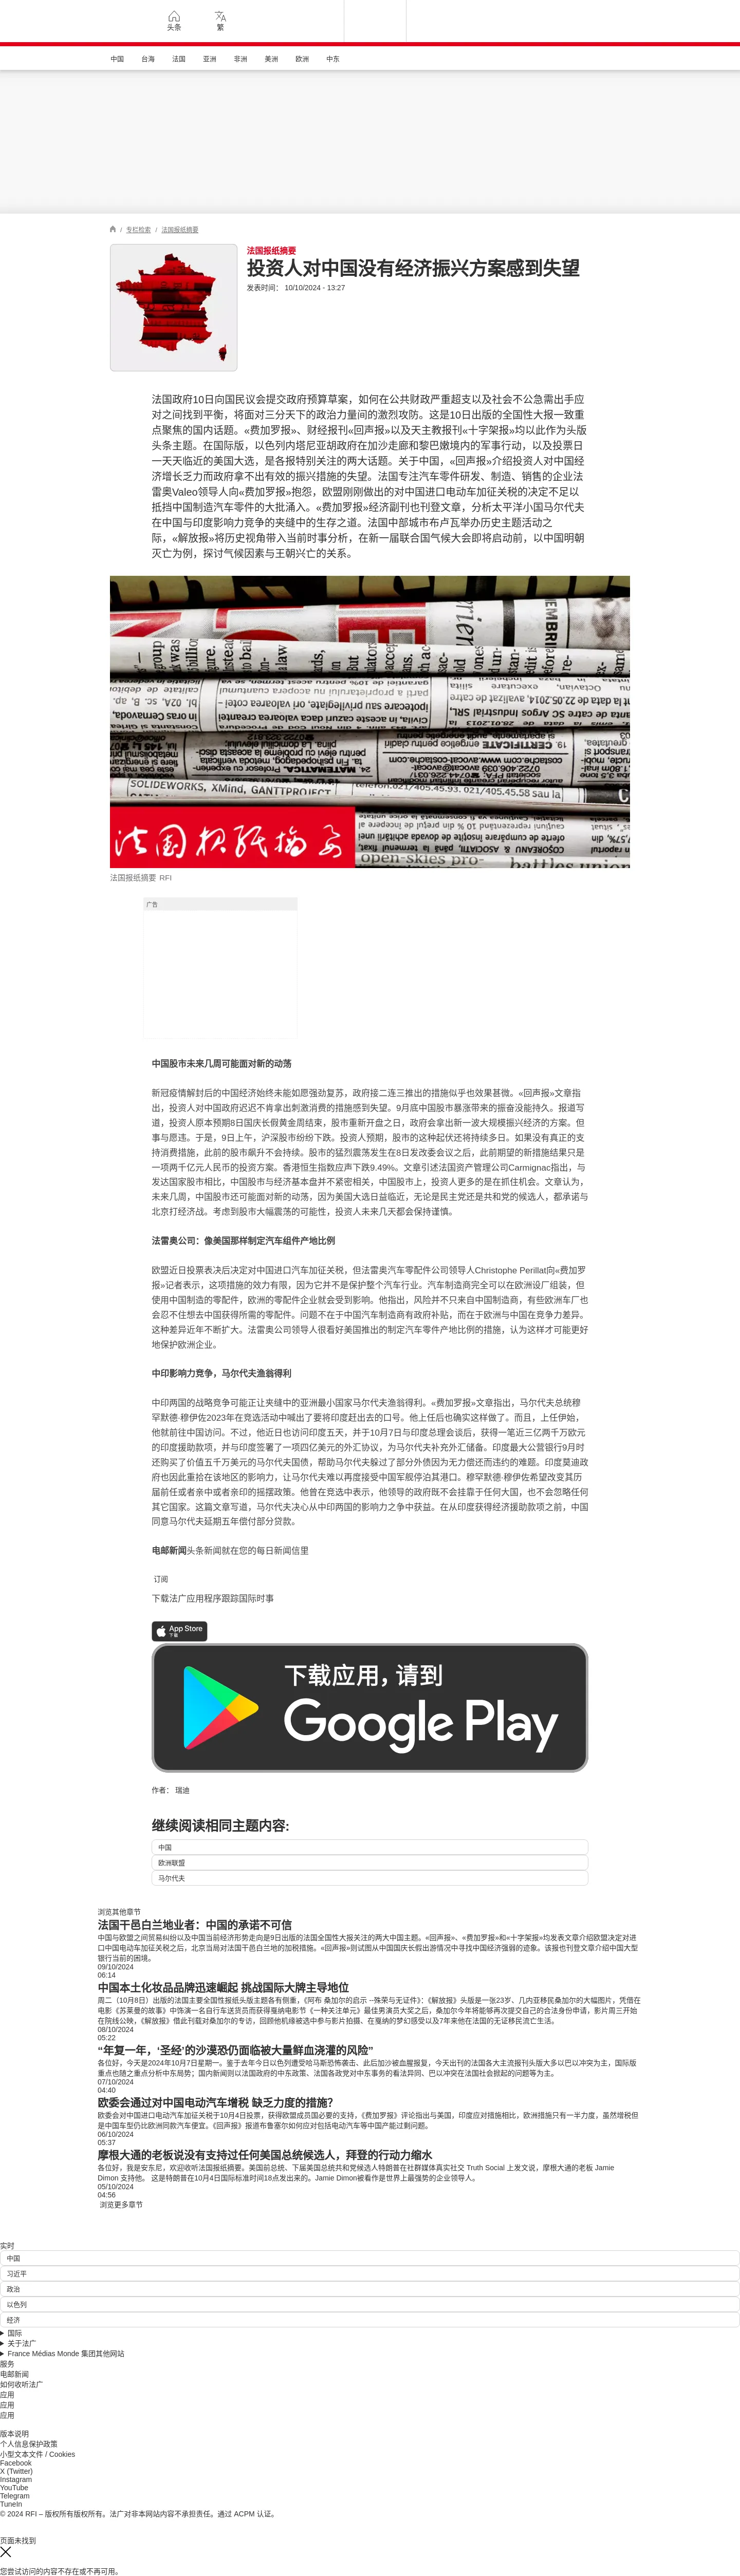 头条
繁
中国 台海 法国 亚洲 非洲 美洲 欧洲 中东
/ 专栏检索 / 法国报纸摘要
法国报纸摘要
投资人对中国没有经济振兴方案感到失望
发表时间： 10/10/2024 - 13:27
法国政府10日向国民议会提交政府预算草案，如何在公共财政严重超支以及社会不公急需出手应
对之间找到平衡，将面对三分天下的政治力量间的激烈攻防。这是10日出版的全国性大报一致重
点聚焦的国内话题。«费加罗报»、财经报刊«回声报»以及天主教报刊«十字架报»均以此作为头版
头条主题。在国际版，以色列内塔尼亚胡政府在加沙走廊和黎巴嫩境内的军事行动，以及投票日
一天天临近的美国大选，是各报特别关注的两大话题。关于中国，«回声报»介绍投资人对中国经
济增长乏力而政府拿不出有效的振兴措施的失望。法国专注汽车零件研发、制造、销售的企业法
雷奥Valeo领导人向«费加罗报»抱怨，欧盟刚刚做出的对中国进口电动车加征关税的决定不足以
抵挡中国制造汽车零件的大批涌入。«费加罗报»经济副刊也刊登文章，分析太平洋小国马尔代夫
在中国与印度影响力竞争的夹缝中的生存之道。法国中部城市布卢瓦举办历史主题活动之
际，«解放报»将历史视角带入当前时事分析，在新一届联合国气候大会即将启动前，以中国明朝
灭亡为例，探讨气候因素与王朝兴亡的关系。
法国报纸摘要
法国报纸摘要 RFI
广告
中国股市未来几周可能面对新的动荡
新冠疫情解封后的中国经济始终未能如愿强劲复苏，政府接二连三推出的措施似乎也效果甚微。«回声报»文章指
出，投资人对中国政府迟迟不肯拿出刺激消费的措施感到失望。9月底中国股市暴涨带来的振奋没能持久。报道写
道，投资人原本预期8日国庆长假黄金周结束，股市重新开盘之日，政府会拿出新一波大规模振兴经济的方案。但
事与愿违。于是，9日上午，沪深股市纷纷下跌。投资人预期，股市的这种起伏还将持续多日。如果没有真正的支
持消费措施，此前的股市飙升不会持续。股市的猛烈震荡发生在8日发改委会议之后，此前期望的新措施结果只是
一项两千亿元人民币的投资方案。香港恒生指数应声下跌9.49%。文章引述法国资产管理公司Carmignac指出，与
发达国家股市相比，中国股市与经济基本盘并不紧密相关，中国股市上，投资人更多的是在抓住机会。文章认为，
未来几周，中国股市还可能面对新的动荡，因为美国大选日益临近，无论是民主党还是共和党的候选人，都承诺与
北京打经济战。考虑到股市大幅震荡的可能性，投资人未来几天都会保持谨慎。
法雷奥公司：像美国那样制定汽车组件产地比例
欧盟近日投票表决后决定对中国进口汽车加征关税，但法雷奥汽车零配件公司领导人Christophe Perillat向«费加罗
报»记者表示，这项措施的效力有限，因为它并不是保护整个汽车行业。汽车制造商完全可以在欧洲设厂组装，但
使用中国制造的零配件，欧洲的零配件企业就会受到影响。他指出，风险并不只来自中国制造商，有些欧洲车厂也
会忍不住想去中国获得所需的零配件。问题不在于中国汽车制造商有政府补贴，而在于欧洲与中国在竞争力差异。
这种差异近年不断扩大。法雷奥公司领导人很看好美国推出的制定汽车零件产地比例的措施，认为这样才可能更好
地保护欧洲企业。
中印影响力竞争，马尔代夫渔翁得利
中印两国的战略竞争可能正让夹缝中的亚洲最小国家马尔代夫渔翁得利。«费加罗报»文章指出，马尔代夫总统穆
罕默德·穆伊佐2023年在竞选活动中喊出了要将印度赶出去的口号。他上任后也确实这样做了。而且，上任伊始，
他就前往中国访问。不过，他近日也访问印度五天，并于10月7日与印度总理会谈后，获得一笔近三亿两千万欧元
的印度援助款项，并与印度签署了一项四亿美元的外汇协议，为马尔代夫补充外汇储备。印度最大公营银行9月时
还购买了价值五千万美元的马尔代夫国债，帮助马尔代夫躲过了部分外债因为无力偿还而违约的难题。印度莫迪政
府也因此重拾在该地区的影响力，让马尔代夫难以再度接受中国军舰停泊其港口。穆罕默德·穆伊佐希望改变其历
届前任或者亲中或者亲印的摇摆政策。他曾在竞选中表示，他领导的政府既不会挂靠于任何大国，也不会忽略任何
其它国家。这篇文章写道，马尔代夫决心从中印两国的影响力之争中获益。在从印度获得经济援助款项之前，中国
同意马尔代夫延期五年偿付部分贷款。
电邮新闻头条新闻就在您的每日新闻信里
订阅
下载法广应用程序跟踪国际时事
App Store
下载
下载应用，请到
Google Play
作者： 瑞迪
继续阅读相同主题内容:
中国
欧洲联盟
马尔代夫
浏览其他章节
法国干邑白兰地业者：中国的承诺不可信
中国与欧盟之间贸易纠纷以及中国当前经济形势走向是9日出版的法国全国性大报关注的两大中国主题。«回声报»、«费加罗报»和«十字架报»均发表文章介绍欧盟决定对进
口中国电动车加征关税之后，北京当局对法国干邑白兰地的加税措施。«回声报»则试图从中国国庆长假出游情况中寻找中国经济强弱的迹象。该报也刊登文章介绍中国大型
银行当前的困境。
09/10/2024
06:14
中国本土化妆品品牌迅速崛起 挑战国际大牌主导地位
周二（10月8日）出版的法国主要全国性报纸头版主题各有侧重，《阿布 桑加尔的启示 --殊荣与无证件》:《解放报》头版是一张23岁、几内亚移民桑加尔的大幅图片，凭借在
电影《苏莱曼的故事》中饰演一名自行车送货员而获得戛纳电影节《一种关注单元》最佳男演员大奖之后，桑加尔今年将能够再次提交自己的合法身份申请，影片周三开始
在院线公映，《解放报》借此刊载对桑加尔的专访，回顾他机缘被选中参与影片拍摄、在戛纳的梦幻感受以及7年来他在法国的无证移民流亡生活。
08/10/2024
05:22
“年复一年，‘圣经’的沙漠恐仍面临被大量鲜血浇灌的风险”
各位好，今天是2024年10月7日星期一。鉴于去年今日以色列遭受哈马斯恐怖袭击、此后加沙被血腥报复，今天出刊的法国各大主流报刊头版大多以巴以冲突为主，国际版
重点也随之重点分析中东局势；国内新闻则以法国政府的中东政策、法国各政党对中东事务的看法异同、巴以冲突在法国社会掀起的问题等为主。
07/10/2024
04:40
欧委会通过对中国电动汽车增税 缺乏力度的措施？
欧委会对中国进口电动汽车加征关税于10月4日投票，获得欧盟成员国必要的支持，《费加罗报》评论指出与美国，印度应对措施相比，欧洲措施只有一半力度，虽然增税但
是中国车型仍比欧洲同款汽车便宜。《回声报》报道布鲁塞尔如何应对包括电动汽车等中国产能过剩问题。
06/10/2024
05:37
摩根大通的老板说没有支持过任何美国总统候选人，拜登的行动力缩水
各位好，我是安东尼，欢迎收听法国报纸摘要。美国前总统、下届美国总统共和党候选人特朗普在社群媒体真实社交 Truth Social 上发文说，摩根大通的老板 Jamie
Dimon 支持他。 这是特朗普在10月4日国际标准时间18点发出来的。Jamie Dimon被看作是世界上最强势的企业领导人。
05/10/2024
04:56
浏览更多章节
实时
中国
习近平
政治
以色列
经济
国际
关于法广
France Médias Monde 集团其他网站
服务
电邮新闻
如何收听法广
应用
应用
应用
版本说明
个人信息保护政策
小型文本文件 / Cookies
Facebook
X (Twitter)
Instagram
YouTube
Telegram
TuneIn
© 2024 RFI – 版权所有版权所有。法广对非本网站内容不承担责任。通过 ACPM 认证。
页面未找到
您尝试访问的内容不存在或不再可用。